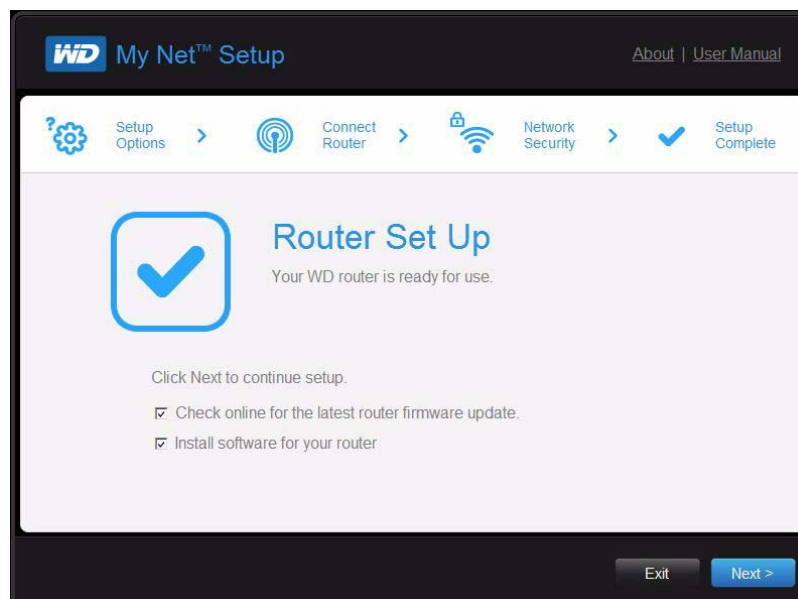 WD My Net™ Setup
About | User Manual
? Setup Options >
Connect Router >
Network Security >
Setup Complete
Router Set Up
Your WD router is ready for use.
Click Next to continue setup.
Check online for the latest router firmware update.
Install software for your router
Exit
Next >